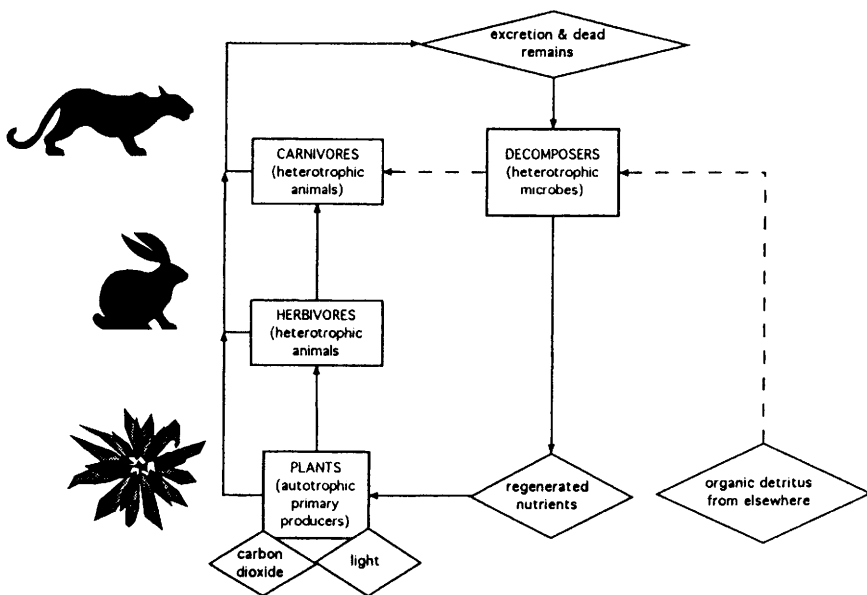 excretion & dead
remains
CARNIVORES
(heterotrophic
animals)
DECOMPOSERS
(heterotrophic
microbes)
HERBIVORES
(heterotrophic
animals
PLANTS
(autotrophic
primary
producers)
regenerated
nutrients
organic detritus
from elsewhere
carbon
dioxide
light